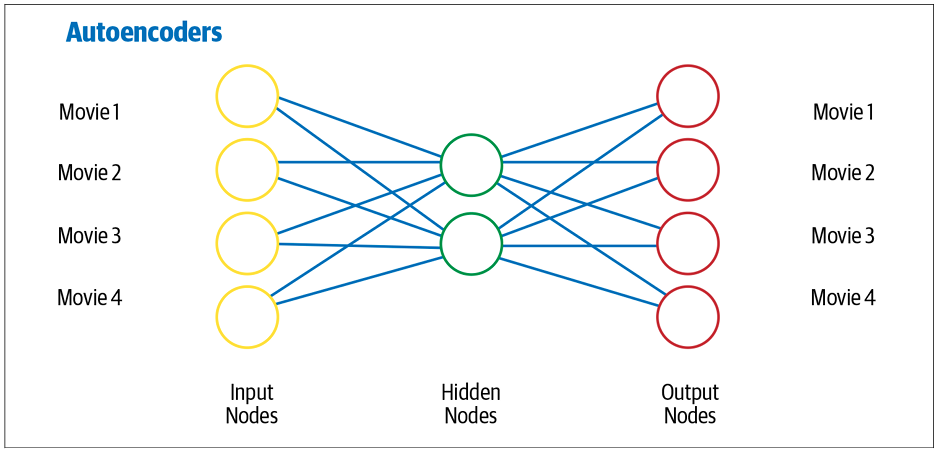 Autoencoders
Movie 1
Movie 1
Movie 2
Movie 2
Movie 3
Movie 3
Movie 4
Movie 4
Input
Nodes
Hidden
Nodes
Output
Nodes